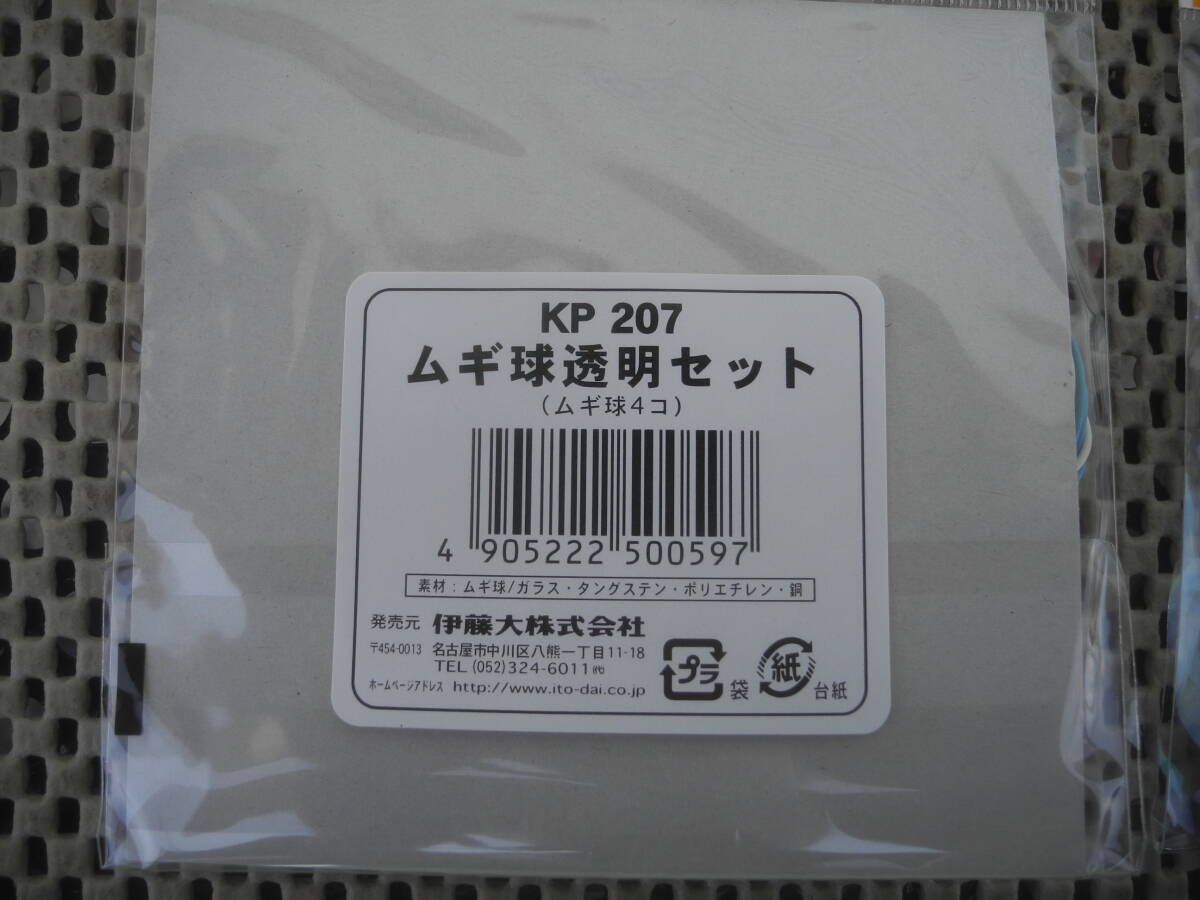 KP 207
ムギ球透明セット
(ムギ球4コ)
4 905222 500597
素材：ムギ球/ガラス・タングステン・ポリエチレン・銅
発売元 伊藤大株式会社
〒454-0013 名古屋市中川区八熊一丁目11-18
TEL (052)324-6011㈹
ホームページアドレス http://www.ito-dai.co.jp
プラ 袋
紙 台紙